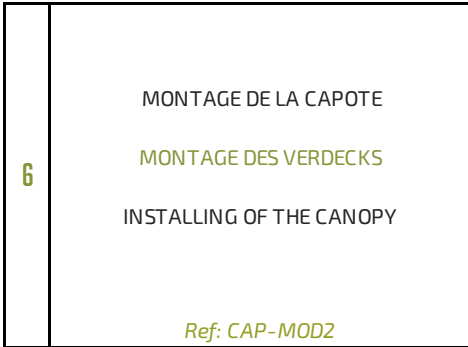 6
MONTAGE DE LA CAPOTE
MONTAGE DES VERDECKS
INSTALLING OF THE CANOPY
Ref: CAP-MOD2